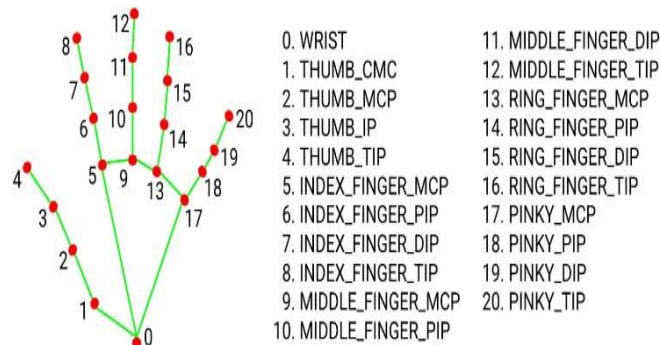 12
8
16
11
7
15
10
20
6
14
19
4
5
9
13
18
3
17
2
1
0
0. WRIST
1. THUMB_CMC
2. THUMB_MCP
3. THUMB_IP
4. THUMB_TIP
5. INDEX_FINGER_MCP
6. INDEX_FINGER_PIP
7. INDEX_FINGER_DIP
8. INDEX_FINGER_TIP
9. MIDDLE_FINGER_MCP
10. MIDDLE_FINGER_PIP
11. MIDDLE_FINGER_DIP
12. MIDDLE_FINGER_TIP
13. RING_FINGER_MCP
14. RING_FINGER_PIP
15. RING_FINGER_DIP
16. RING_FINGER_TIP
17. PINKY_MCP
18. PINKY_PIP
19. PINKY_DIP
20. PINKY_TIP